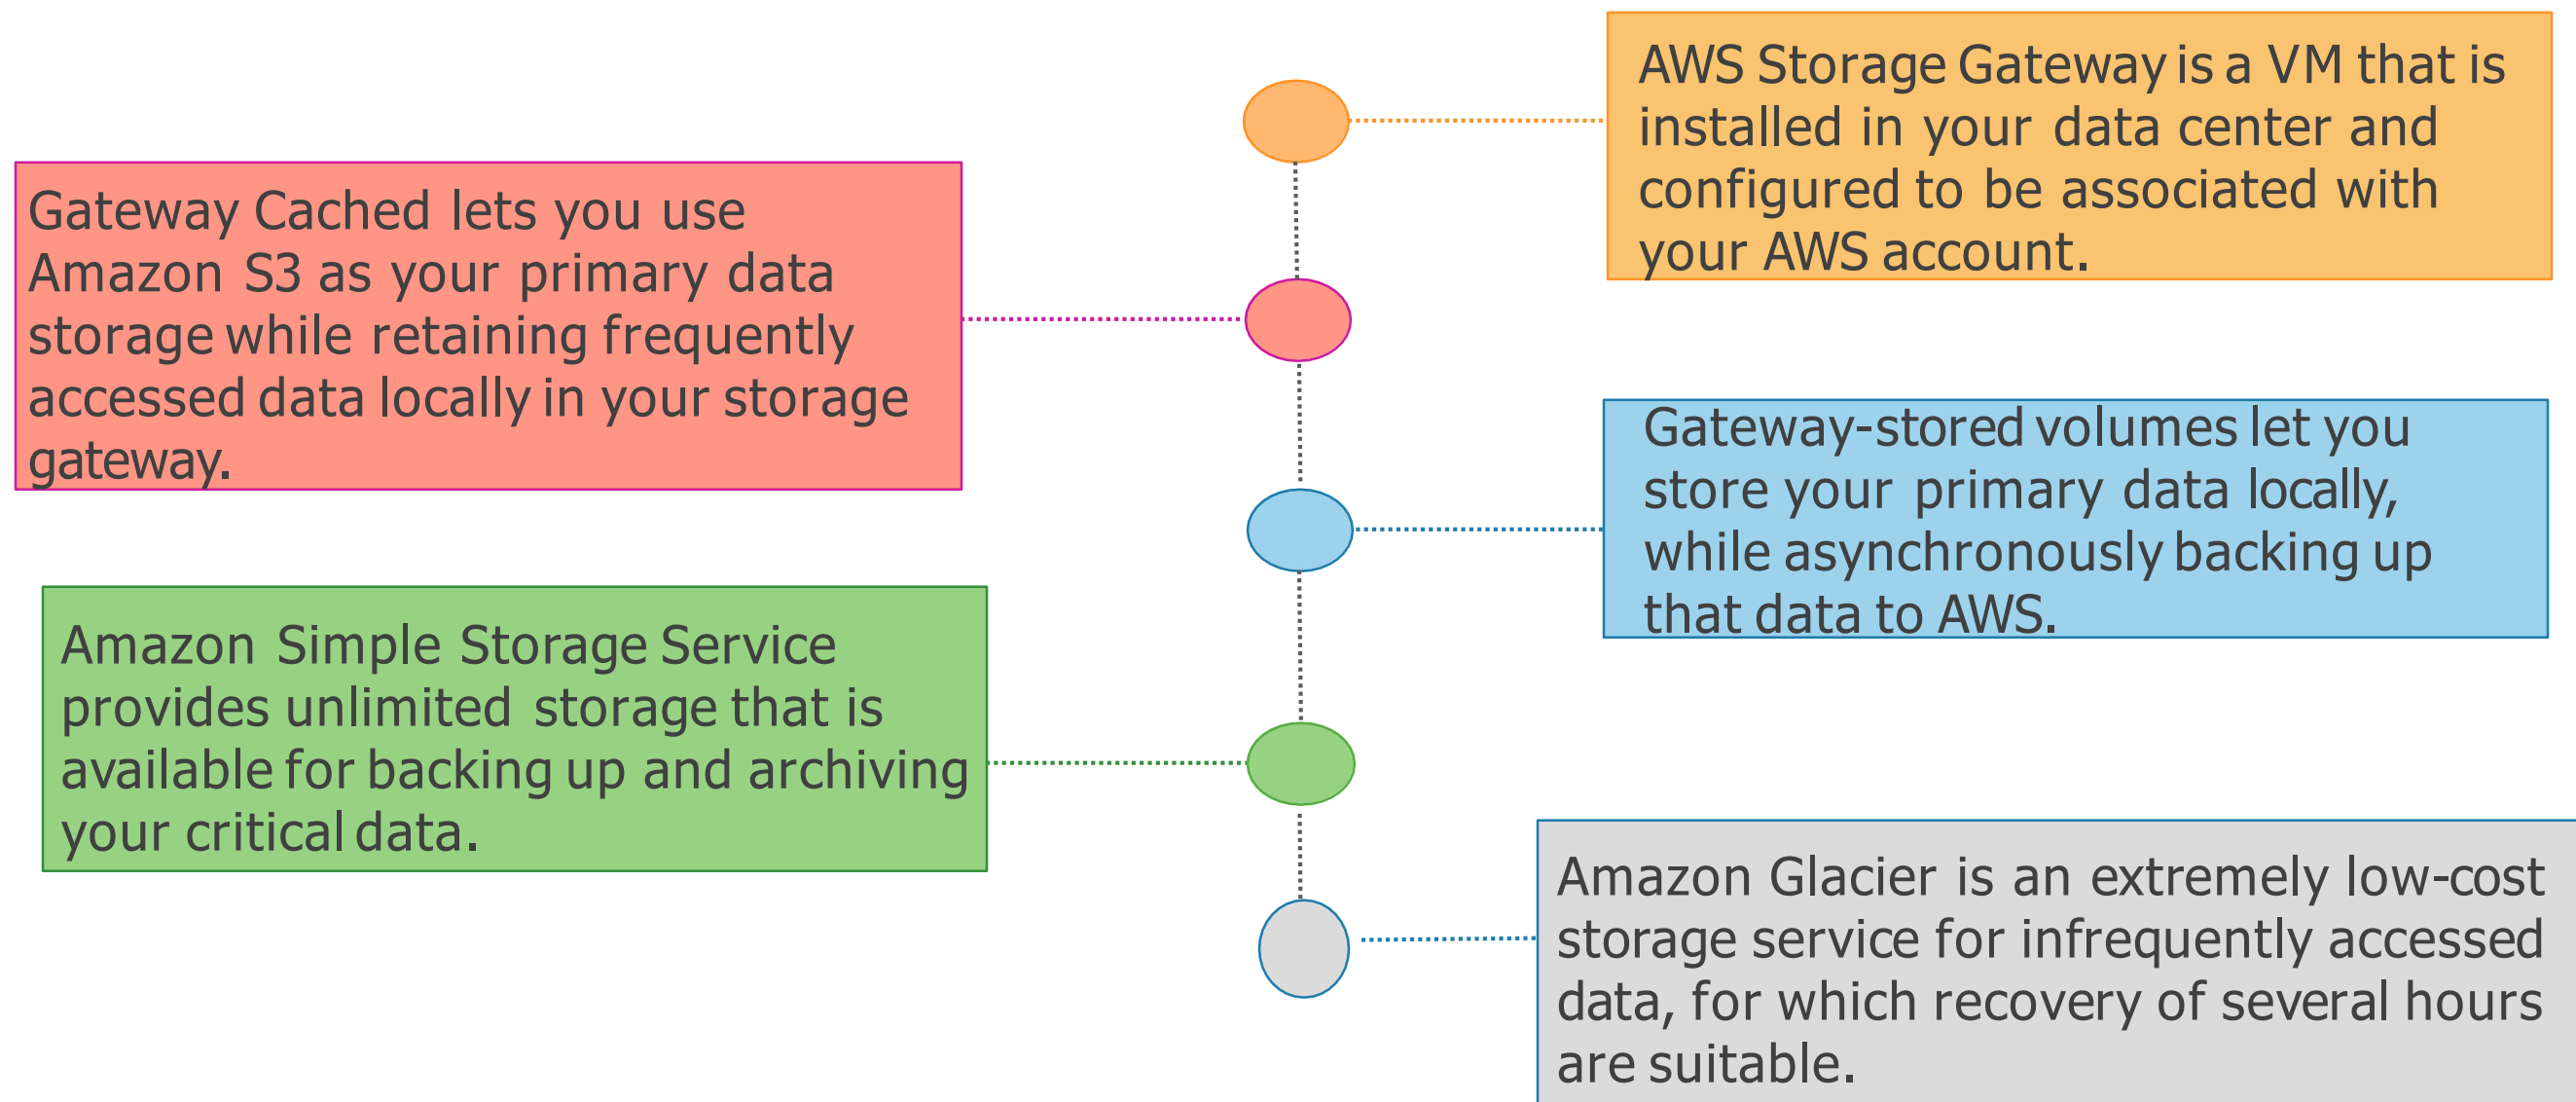 AWS Storage Gateway is a VM that is
installed in your data center and
configured to be associated with
your AWS account.
Gateway Cached lets you use
Amazon S3 as your primary data
storage while retaining frequently
accessed data locally in your storage
gateway.
Gateway-stored volumes let you
store your primary data locally,
while asynchronously backing up
that data to AWS.
Amazon Simple Storage Service
provides unlimited storage that is
available for backing up and archiving
your critical data.
Amazon Glacier is an extremely low-cost
storage service for infrequently accessed
data, for which recovery of several hours
are suitable.